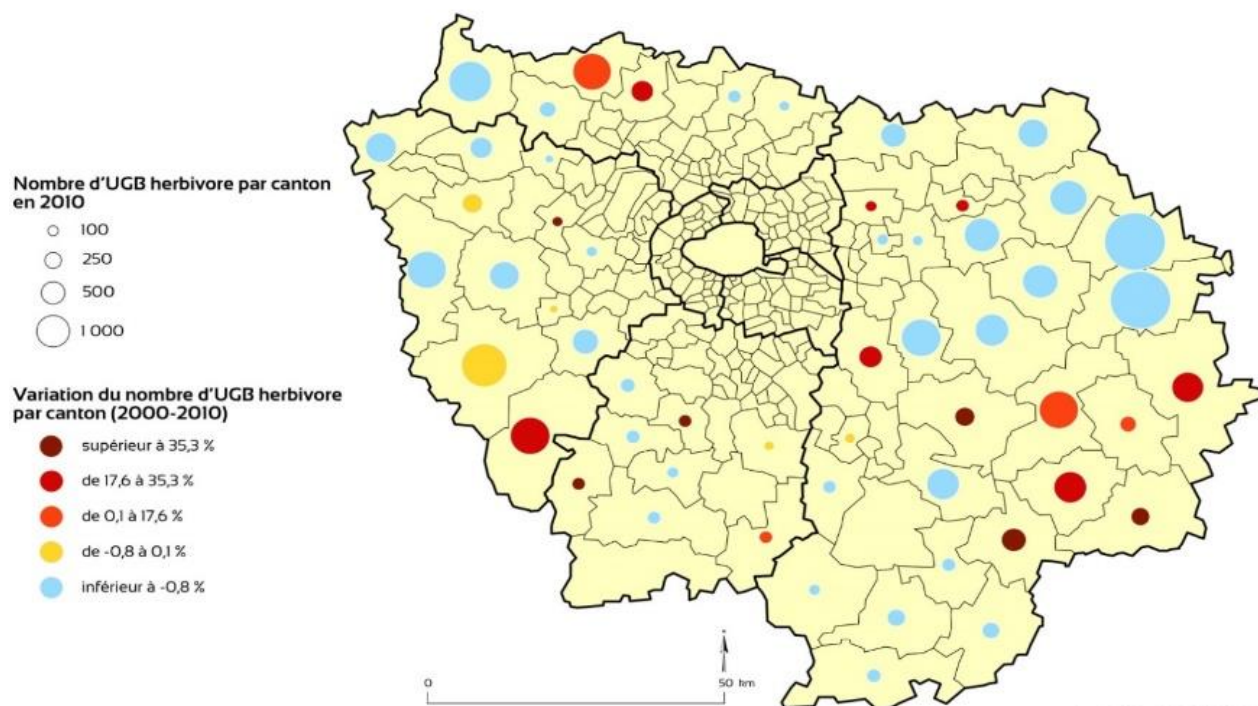 Nombre d'UGB herbivore par canton
en 2010
100
250
500
1 000
Variation du nombre d'UGB herbivore
par canton (2000-2010)
supérieur à 35,3 %
de 17,6 à 35,3 %
de 0,1 à 17,6 %
de -0,8 à 0,1 %
inférieur à -0,8 %
0
50 km